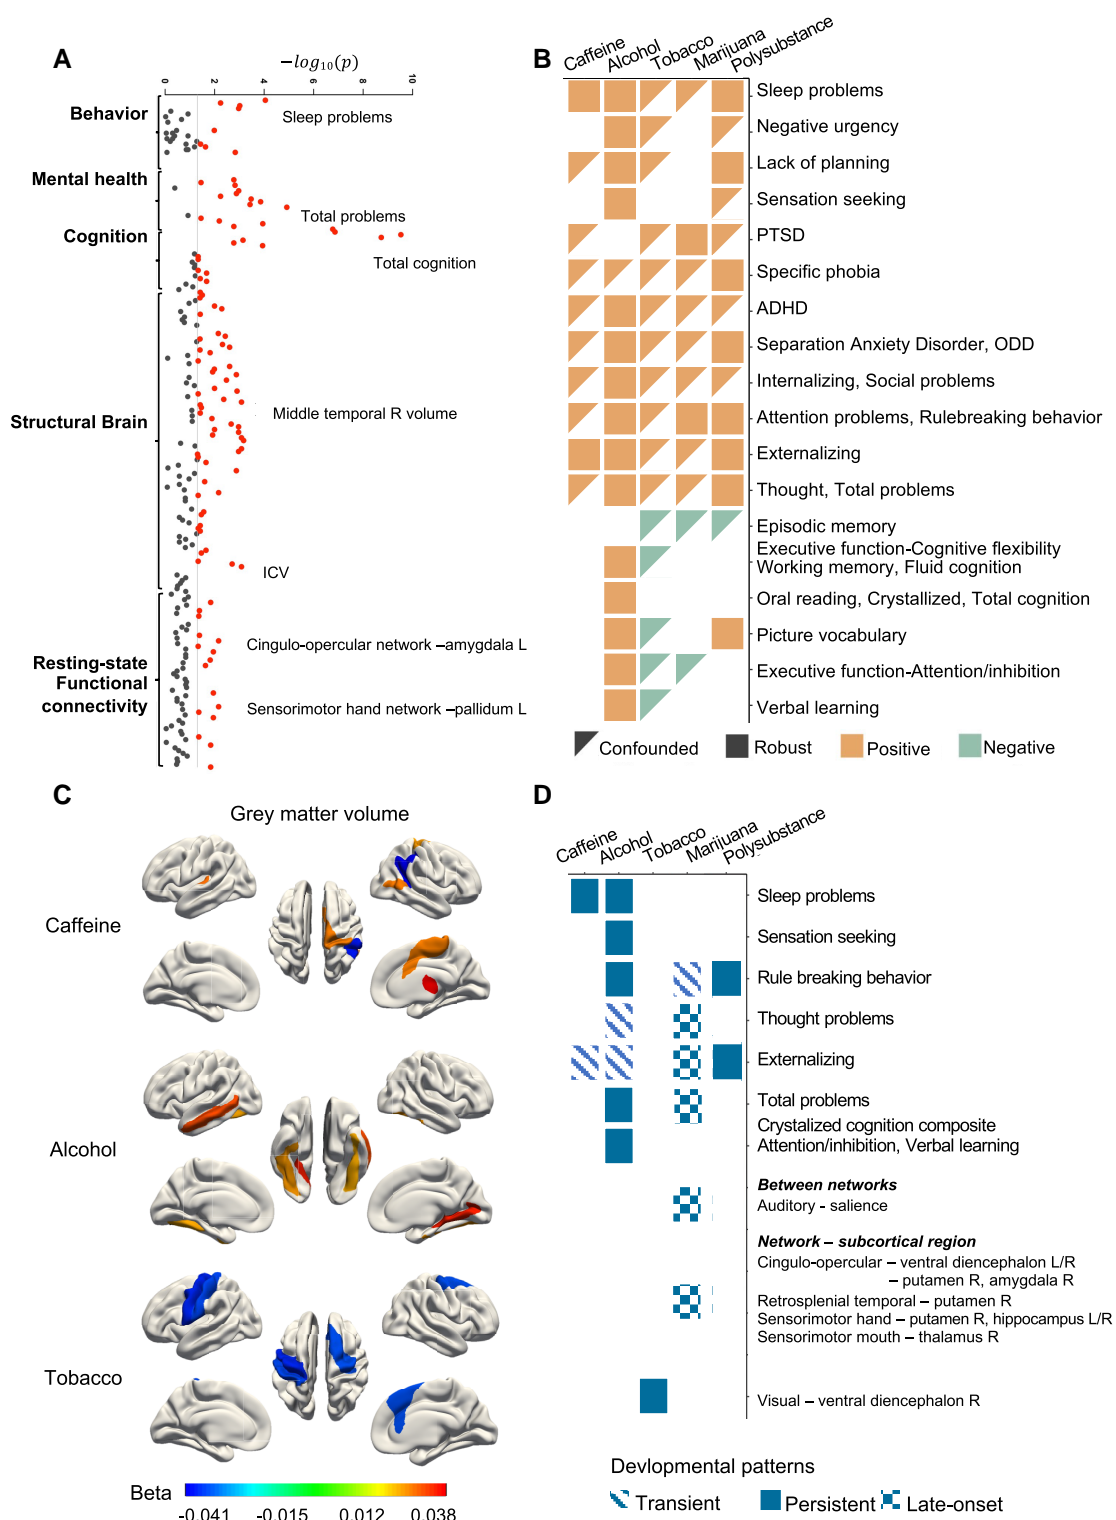 A
−log₁₀(p)
0 2 4 6 8 10
Behavior
Sleep problems
Mental health
Total problems
Cognition
Total cognition
Structural Brain
Middle temporal R volume
ICV
Cingulo-opercular network –amygdala L
Resting-state
Functional
connectivity
Sensorimotor hand network –pallidum L
B
Caffeine
Alcohol
Tobacco
Marijuana
Polysubstance
Sleep problems
Negative urgency
Lack of planning
Sensation seeking
PTSD
Specific phobia
ADHD
Separation Anxiety Disorder, ODD
Internalizing, Social problems
Attention problems, Rulebreaking behavior
Externalizing
Thought, Total problems
Episodic memory
Executive function-Cognitive flexibility
Working memory, Fluid cognition
Oral reading, Crystallized, Total cognition
Picture vocabulary
Executive function-Attention/inhibition
Verbal learning
Confounded
Robust
Positive
Negative
C
Grey matter volume
Caffeine
Alcohol
Tobacco
Beta
-0.041 -0.015 0.012 0.038
D
Caffeine
Alcohol
Tobacco
Marijuana
Polysubstance
Sleep problems
Sensation seeking
Rule breaking behavior
Thought problems
Externalizing
Total problems
Crystalized cognition composite
Attention/inhibition, Verbal learning
Between networks
Auditory - salience
Network – subcortical region
Cingulo-opercular – ventral diencephalon L/R
– putamen R, amygdala R
Retrosplenial temporal – putamen R
Sensorimotor hand – putamen R, hippocampus L/R
Sensorimotor mouth – thalamus R
Visual – ventral diencephalon R
Devlopmental patterns
Transient
Persistent
Late-onset